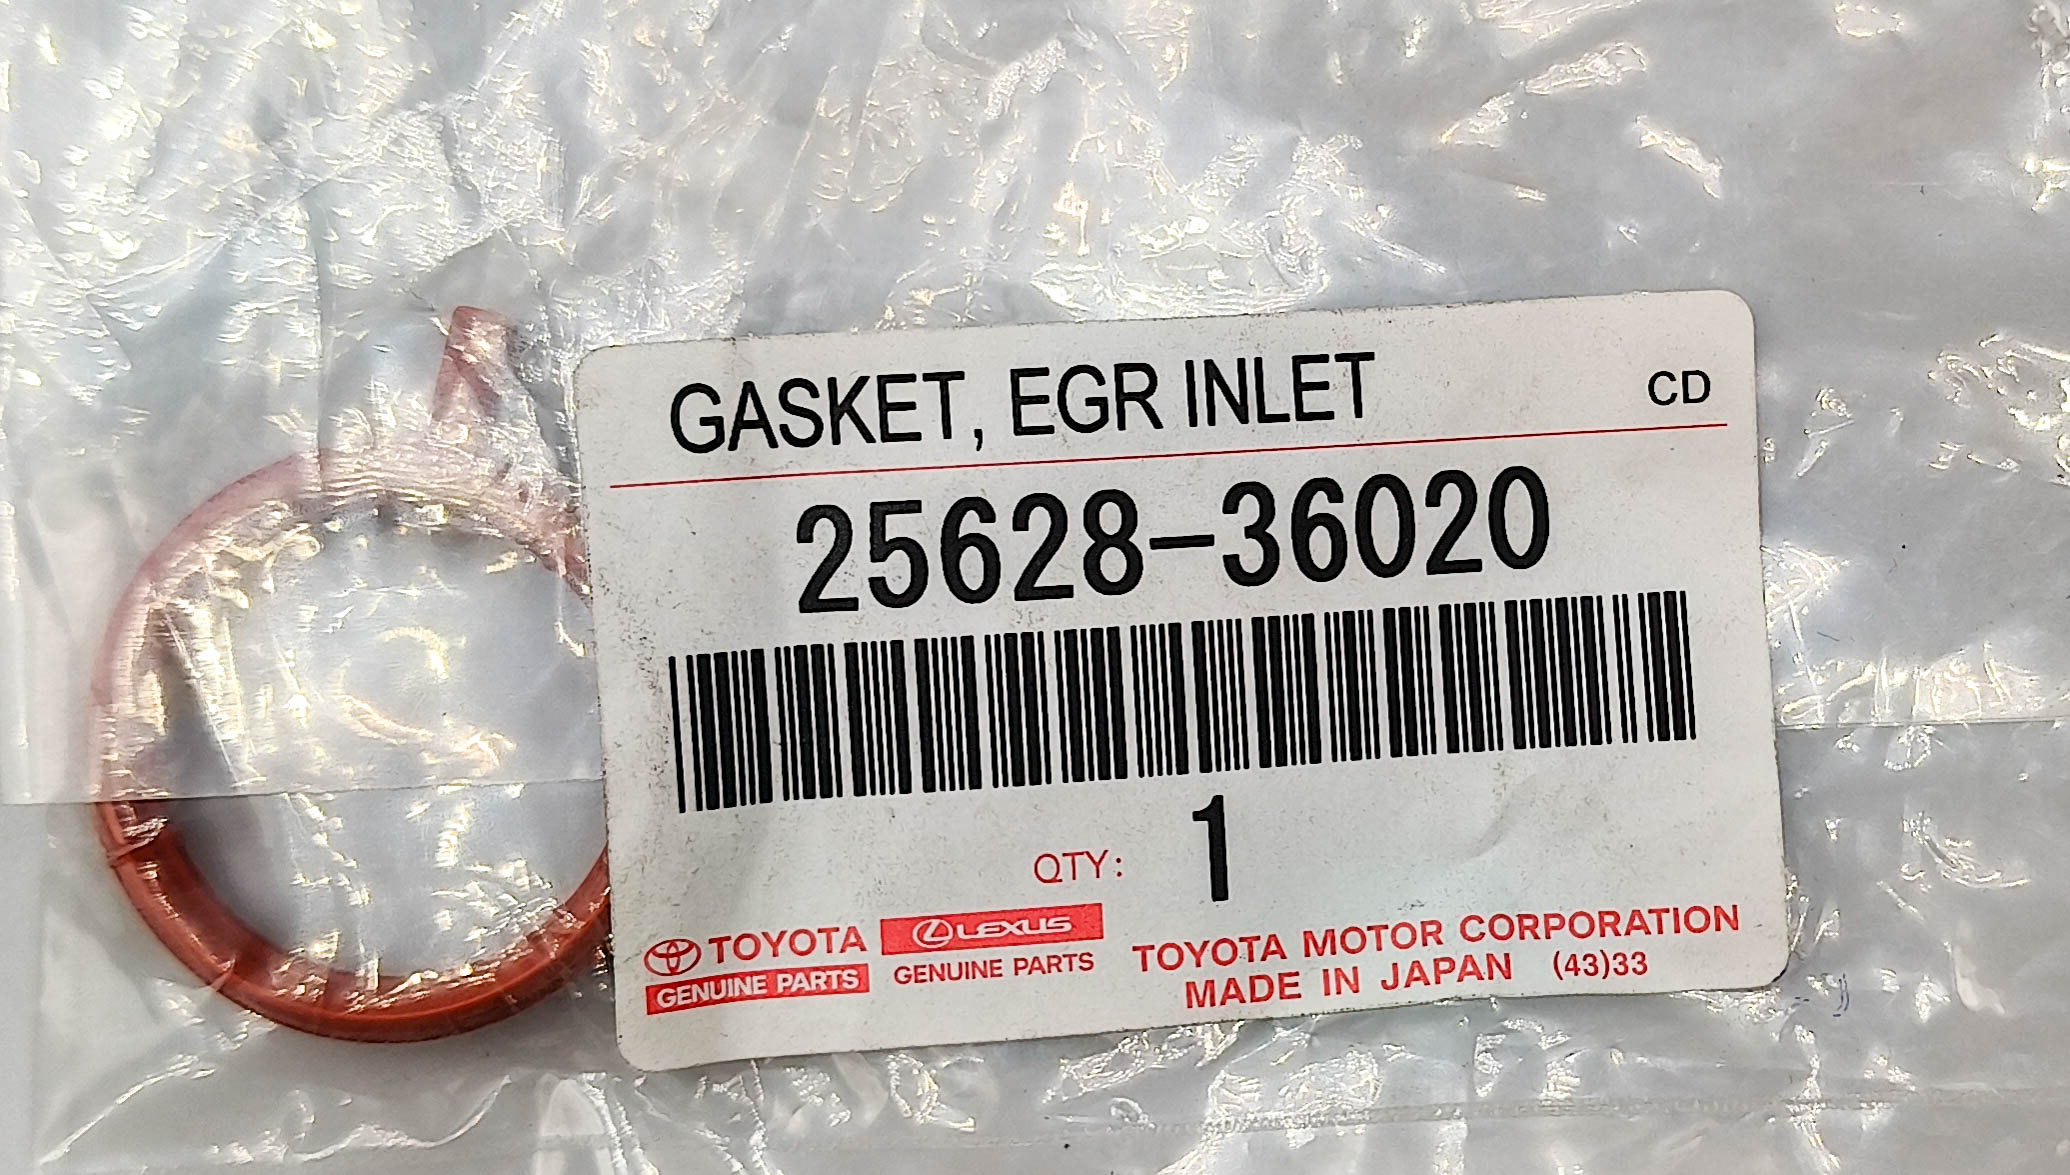 GASKET, EGR INLET CD
25628-36020
QTY: 1
TOYOTA
GENUINE PARTS
LEXUS
GENUINE PARTS
TOYOTA MOTOR CORPORATION
MADE IN JAPAN (43)33